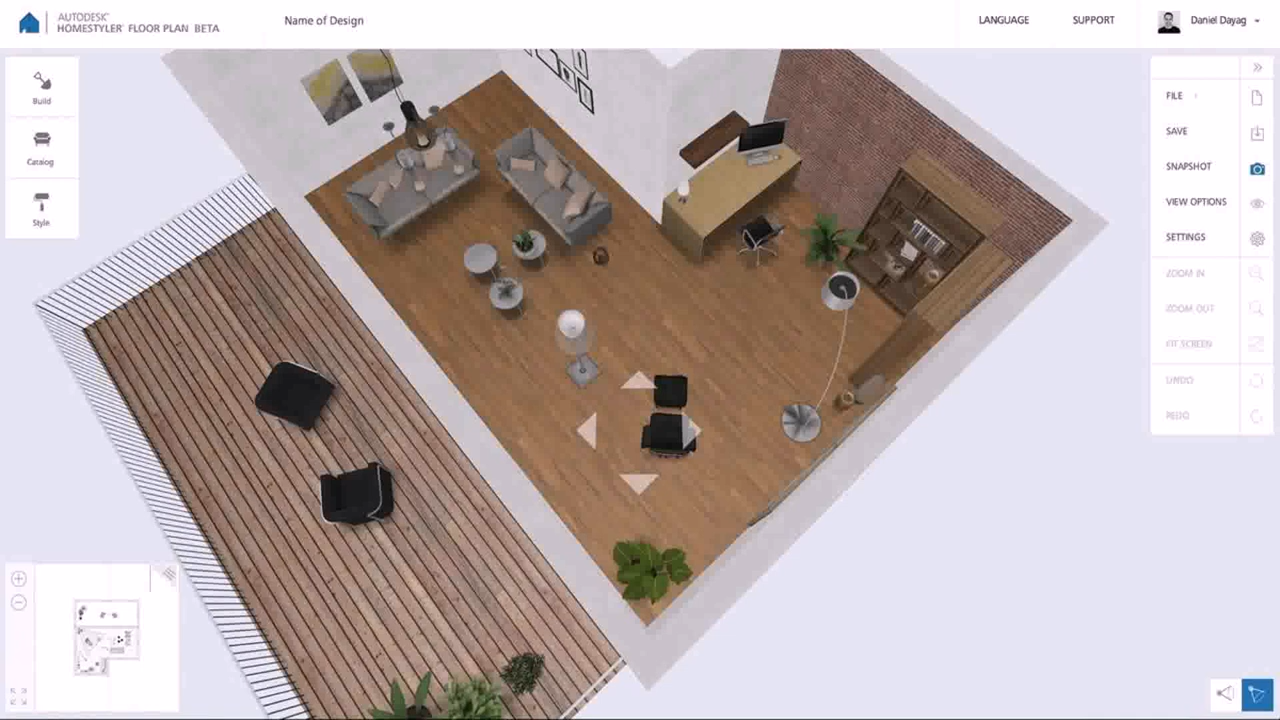 AUTODESK®
HOMESTYLER® FLOOR PLAN BETA
Name of Design
LANGUAGE
SUPPORT
Daniel Dayag
Build
Catalog
Style
FILE
SAVE
SNAPSHOT
VIEW OPTIONS
SETTINGS
ZOOM IN
ZOOM OUT
FIT SCREEN
UNDO
REDO